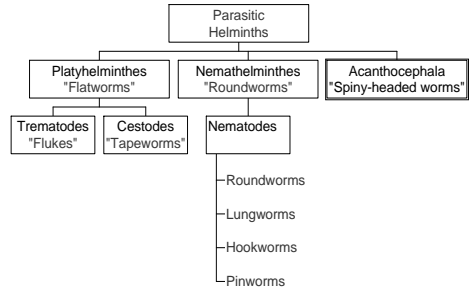 Parasitic
Helminths
Platyhelminthes
"Flatworms"
Nemathelminthes
"Roundworms"
Acanthocephala
"Spiny-headed worms"
Trematodes
"Flukes"
Cestodes
"Tapeworms"
Nematodes
Roundworms
Lungworms
Hookworms
Pinworms